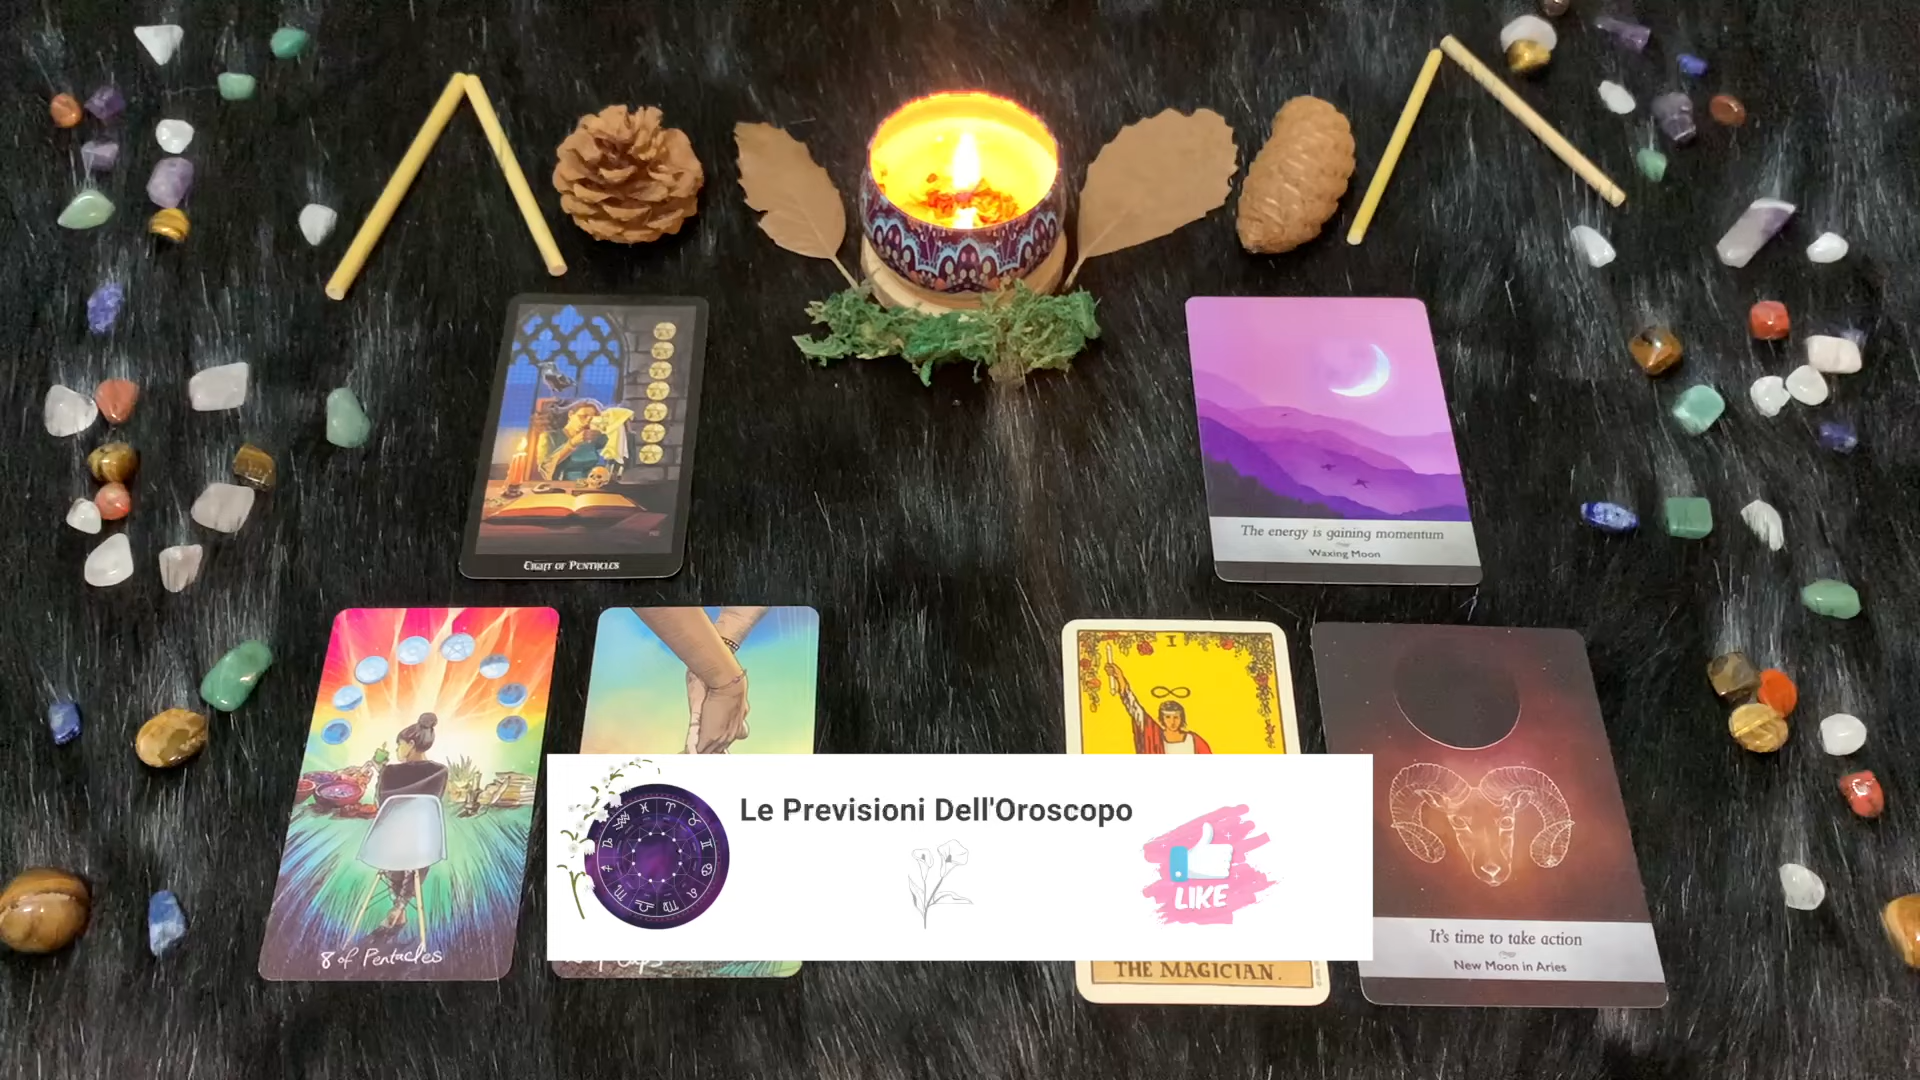 EIGHT OF PENTACLES
The energy is gaining momentum
Waxing Moon
I
8 of Pentacles
Le Previsioni Dell'Oroscopo
LIKE
Cups
THE MAGICIAN.
It's time to take action
New Moon in Aries